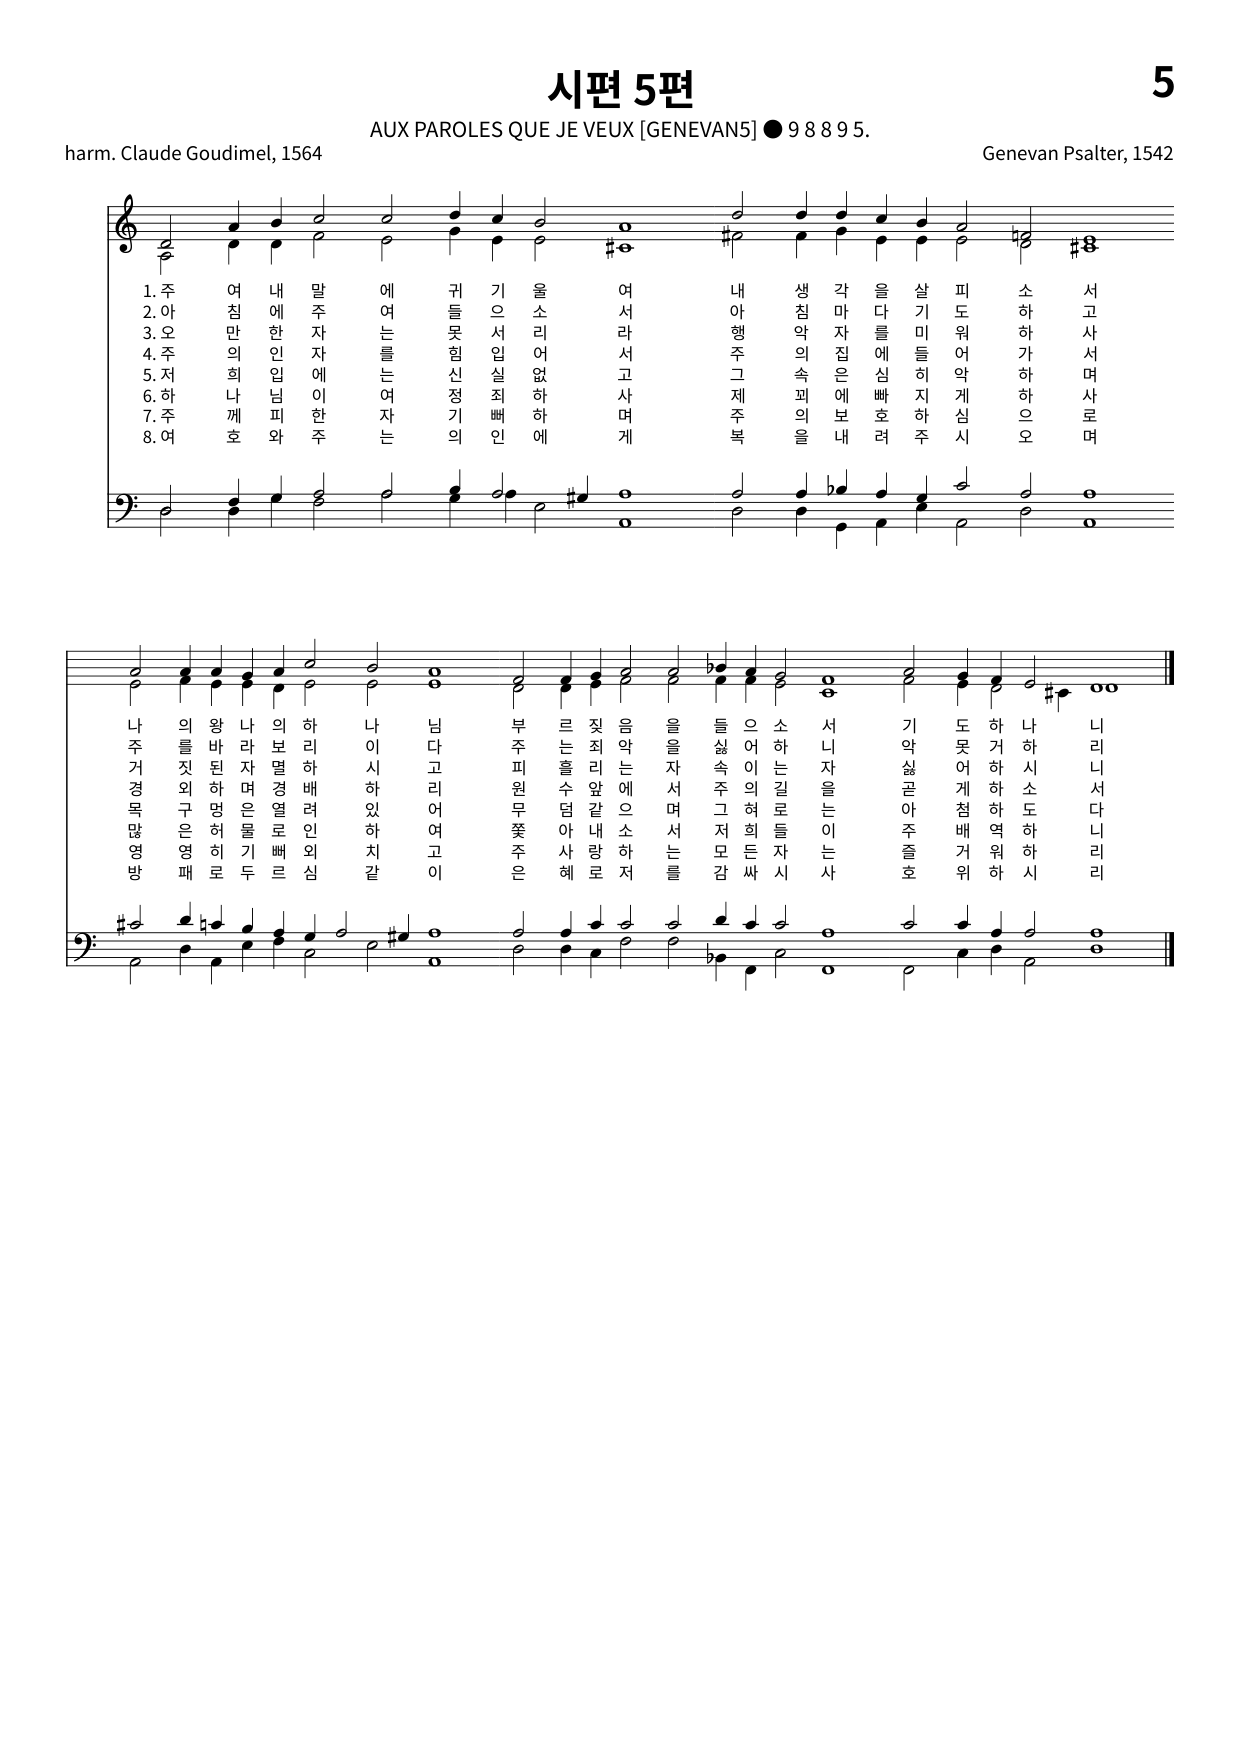 시편 5편
5
AUX PAROLES QUE JE VEUX [GENEVAN5] ● 9 8 8 9 5.
harm. Claude Goudimel, 1564
Genevan Psalter, 1542
1. 주 여 내 말 에 귀 기 울 여 내 생 각 을 살 피 소 서
2. 아 침 에 주 여 들 으 소 서 아 침 마 다 기 도 하 고
3. 오 만 한 자 는 못 서 리 라 행 악 자 를 미 워 하 사
4. 주 의 인 자 를 힘 입 어 서 주 의 집 에 들 어 가 서
5. 저 희 입 에 는 신 실 없 고 그 속 은 심 히 악 하 며
6. 하 나 님 이 여 정 죄 하 사 제 꾀 에 빠 지 게 하 사
7. 주 께 피 한 자 기 뻐 하 며 주 의 보 호 하 심 으 로
8. 여 호 와 주 는 의 인 에 게 복 을 내 려 주 시 오 며
나 의 왕 나 의 하 나 님 부 르 짖 음 을 들 으 소 서 기 도 하 나 니
주 를 바 라 보 리 이 다 주 는 죄 악 을 싫 어 하 니 악 못 거 하 리
거 짓 된 자 멸 하 시 고 피 흘 리 는 자 속 이 는 자 싫 어 하 시 니
경 외 하 며 경 배 하 리 원 수 앞 에 서 주 의 길 을 곧 게 하 소 서
목 구 멍 은 열 려 있 어 무 덤 같 으 며 그 혀 로 는 아 첨 하 도 다
많 은 허 물 로 인 하 여 쫓 아 내 소 서 저 희 들 이 주 배 역 하 니
영 영 히 기 뻐 외 치 고 주 사 랑 하 는 모 든 자 는 즐 거 워 하 리
방 패 로 두 르 심 같 이 은 혜 로 저 를 감 싸 시 사 호 위 하 시 리